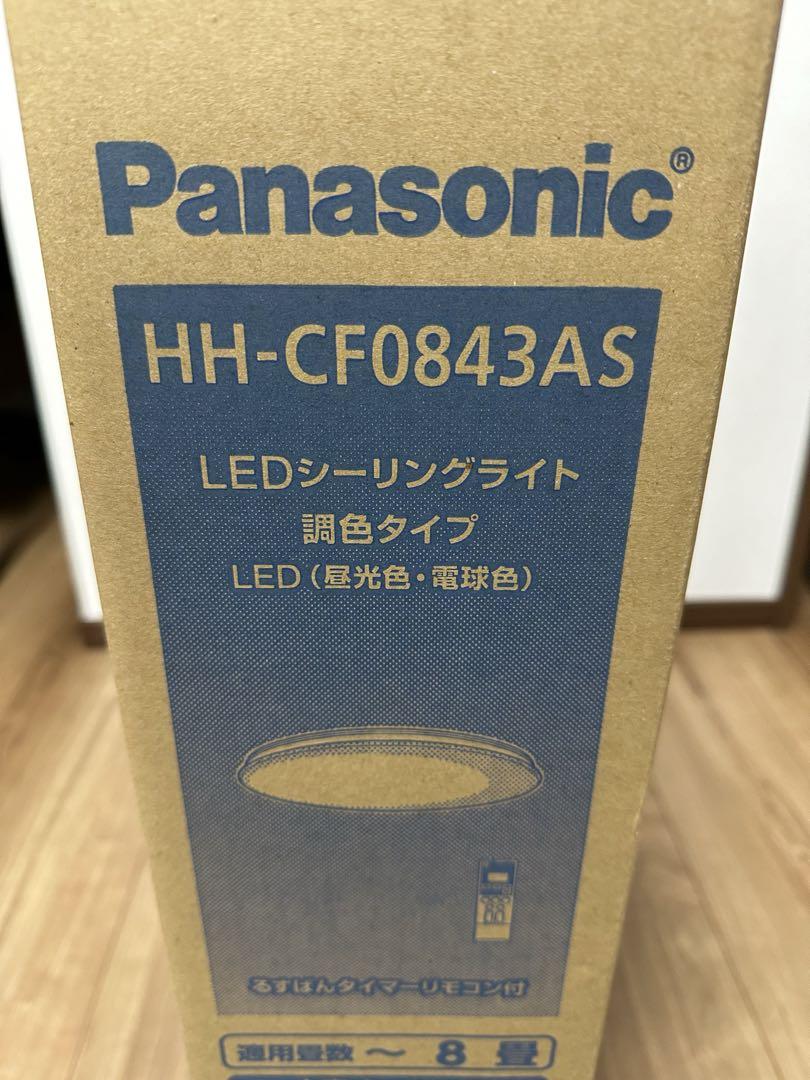 Panasonic®
HH-CF0843AS
LEDシーリングライト
調色タイプ
LED(昼光色・電球色)
るすばんタイマーリモコン付
適用畳数 〜 8 畳